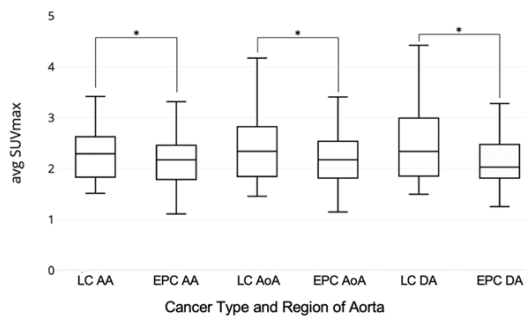 5
4
3
2
1
0
avg SUVmax
* * *
LC AA EPC AA LC AoA EPC AoA LC DA EPC DA
Cancer Type and Region of Aorta